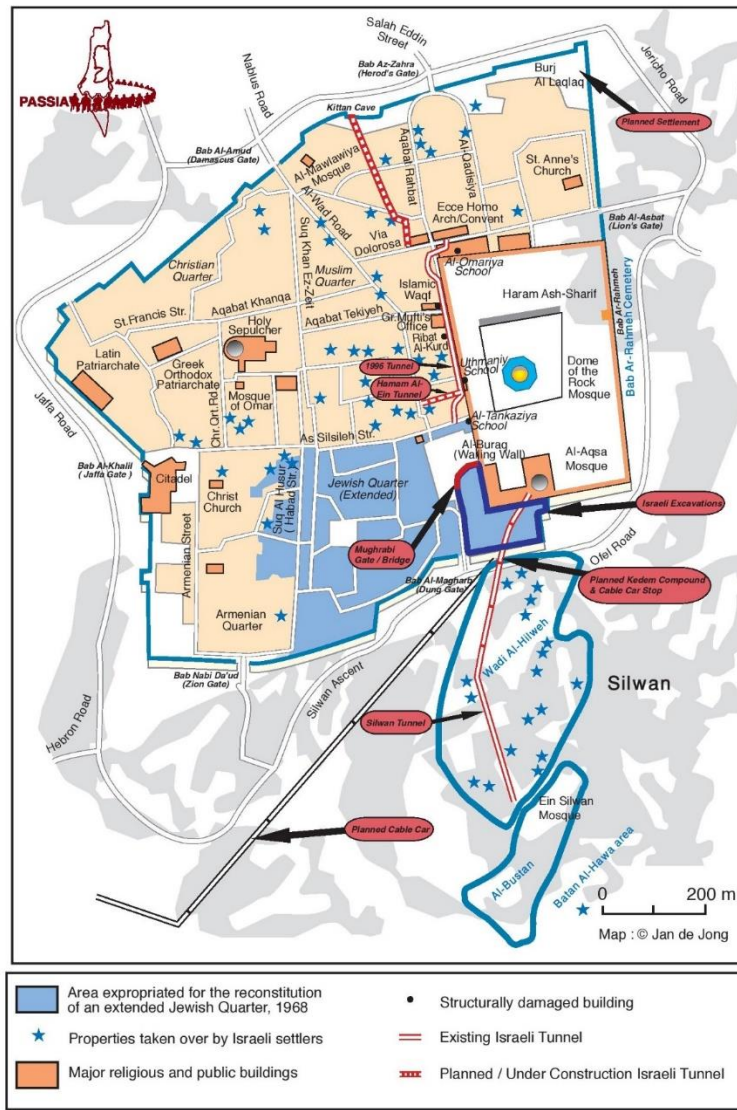 PASSIA
Salah Eddin
Street
Nablus Road
Bab Az-Zahra
(Herod's Gate)
Jericho Road
Burj
Al Laqlaq
Kittan Cave
Planned Settlement
Bab Al-Amud
(Damascus Gate)
Al-Mawlawiya
Mosque
Aqabat Rahbat
Al-Qadisiya
St. Anne's
Church
Al-Wad Road
Ecce Homo
Arch/Convent
Bab Al-Asbat
(Lion's Gate)
Via
Dolorosa
Christian Quarter
Suq Khan Ez-Zeit
Muslim
Quarter
Al-Omariya
School
Islamic
Waqf
Haram Ash-Sharif
Bab Ar-Rahmeh
Bab Ar-Rahmeh Cemetery
St.Francis Str.
Aqabat Khanqa
Aqabat Tekiyeh
Gr.Mufti's
Office
Ribat
Al-Kurd
Holy
Sepulcher
Latin
Patriarchate
Greek
Orthodox
Patriarchate
1996 Tunnel
Uthmaniy
School
Dome
of the
Rock
Mosque
Hamam Al-
Ein Tunnel
Jaffa Road
Chr.Qrt.Rd
Mosque
of Omar
Al-Tankaziya
School
As Silsileh Str.
Al-Buraq
(Wailing Wall)
Al-Aqsa
Mosque
Bab Al-Khalil
(Jaffa Gate)
Citadel
Christ
Church
Suq Al Husur
(Habad Str.)
Jewish Quarter
(Extended)
Israeli Excavations
Armenian Street
Mughrabi
Gate / Bridge
Ofel Road
Bab Al-Magharb
(Dung Gate)
Planned Kedem Compound
& Cable Car Stop
Armenian
Quarter
Wadi Al-Hilweh
Bab Nabi Da'ud
(Zion Gate)
Silwan Ascent
Silwan
Hebron Road
Silwan Tunnel
Ein Silwan
Mosque
Planned Cable Car
Al-Bustan
Batan Al-Hawa area
0 200 m
Map : © Jan de Jong
Area expropriated for the reconstitution
of an extended Jewish Quarter, 1968
Properties taken over by Israeli settlers
Major religious and public buildings
Structurally damaged building
Existing Israeli Tunnel
Planned / Under Construction Israeli Tunnel